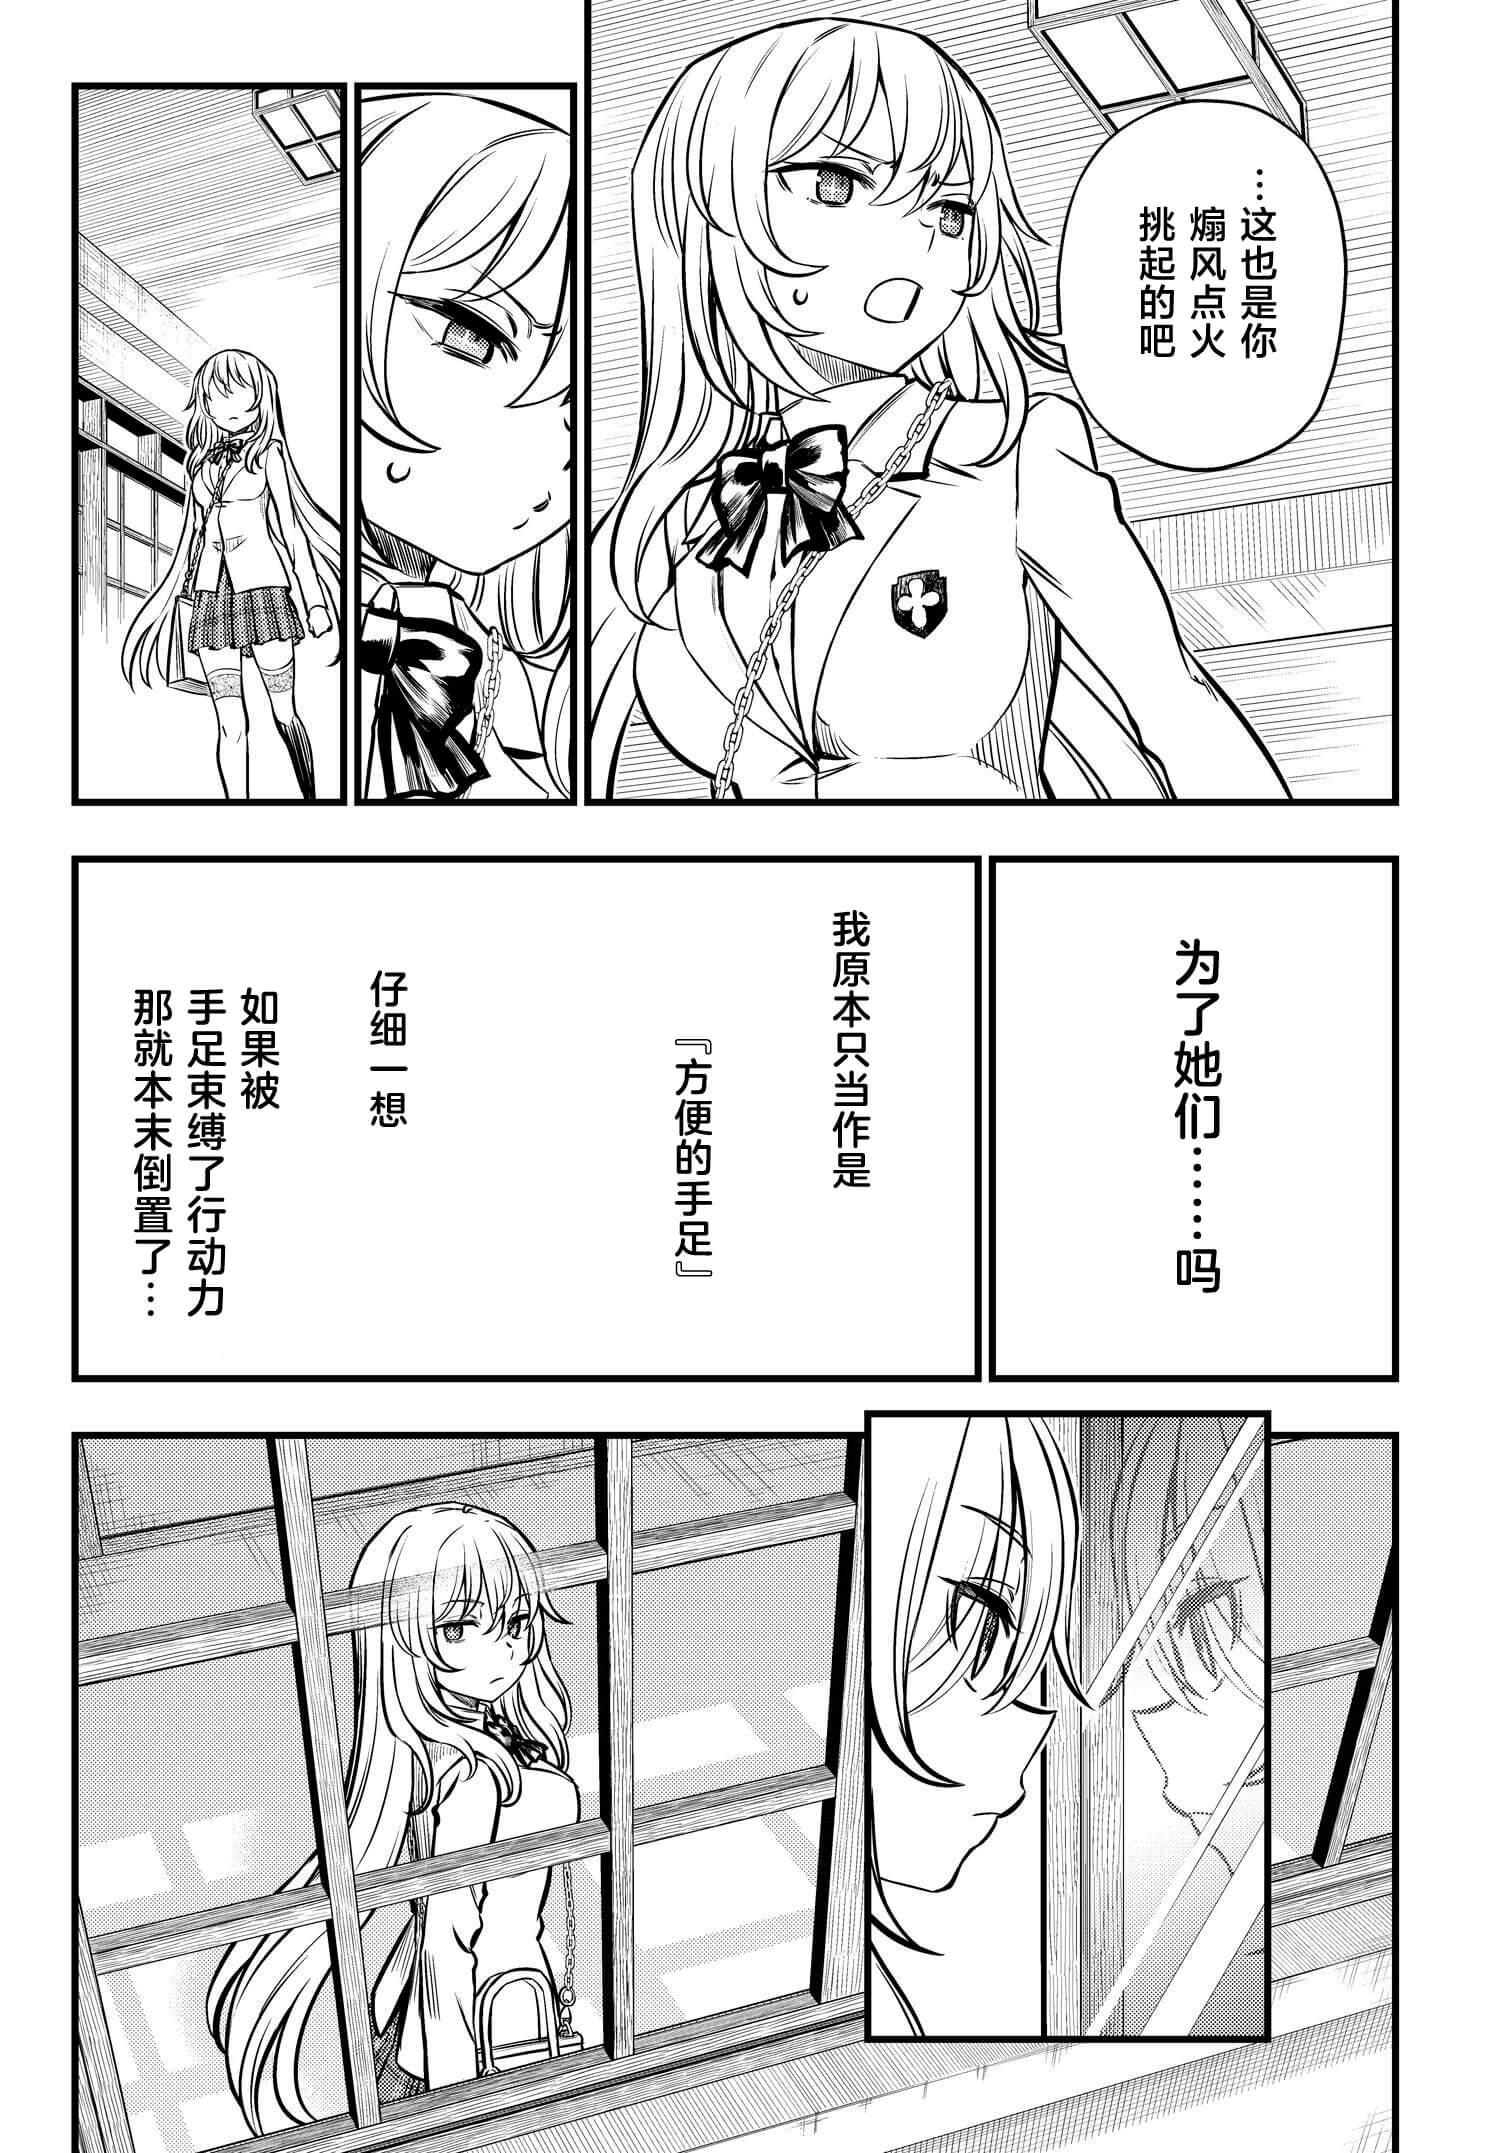 …这也是你
煽风点火
挑起的吧
为了她们……吗
我原本只当作是
『方便的手足』
仔细一想
如果被
手足束缚了行动力
那就本末倒置了…